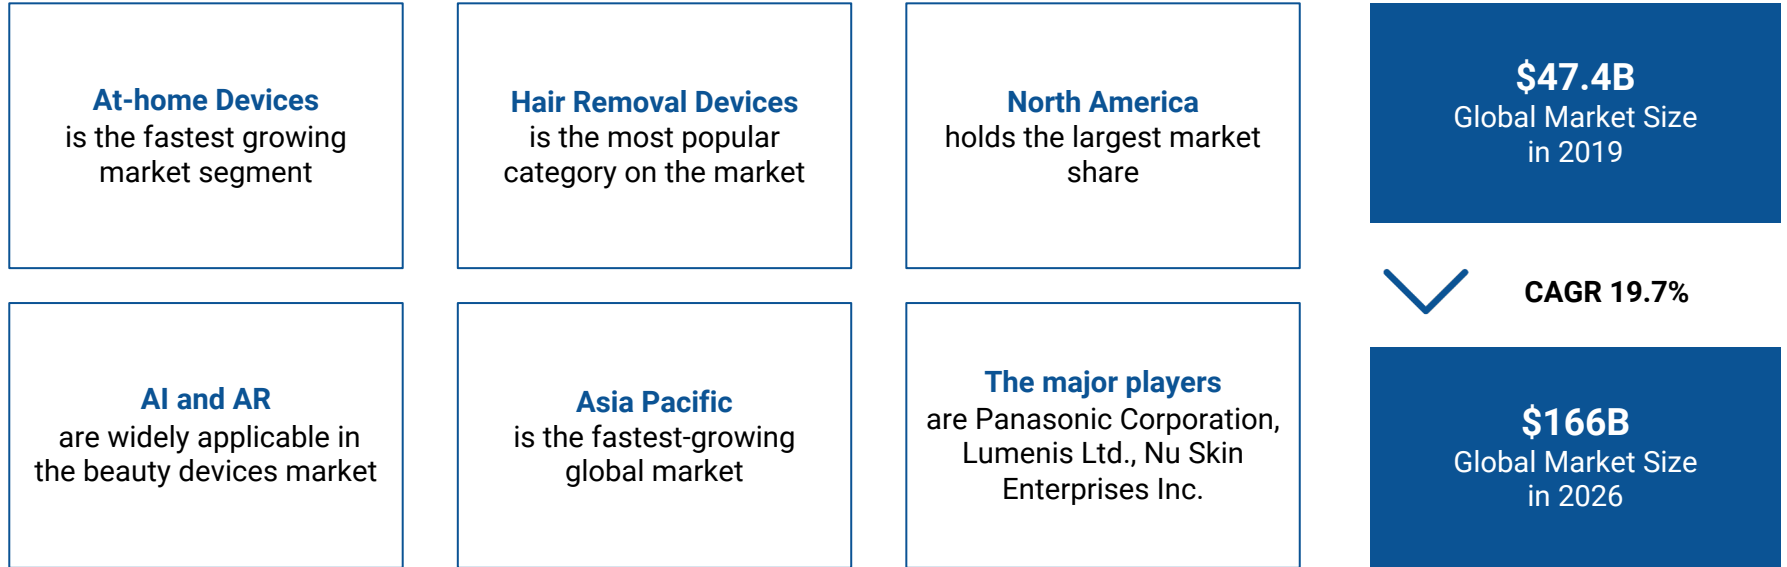 At-home Devices
is the fastest growing
market segment
Hair Removal Devices
is the most popular
category on the market
North America
holds the largest market
share
$47.4B
Global Market Size
in 2019
CAGR 19.7%
AI and AR
are widely applicable in
the beauty devices market
Asia Pacific
is the fastest-growing
global market
The major players
are Panasonic Corporation,
Lumenis Ltd., Nu Skin
Enterprises Inc.
$166B
Global Market Size
in 2026